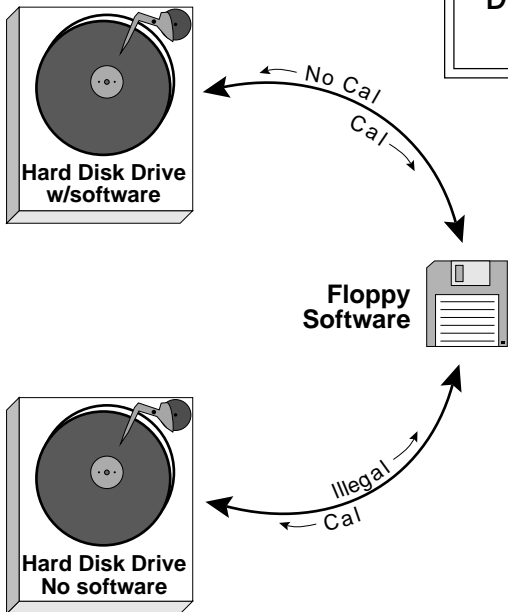 D
No Cal
Cal
Hard Disk Drive
w/software
Floppy
Software
Illegal
Cal
Hard Disk Drive
No software